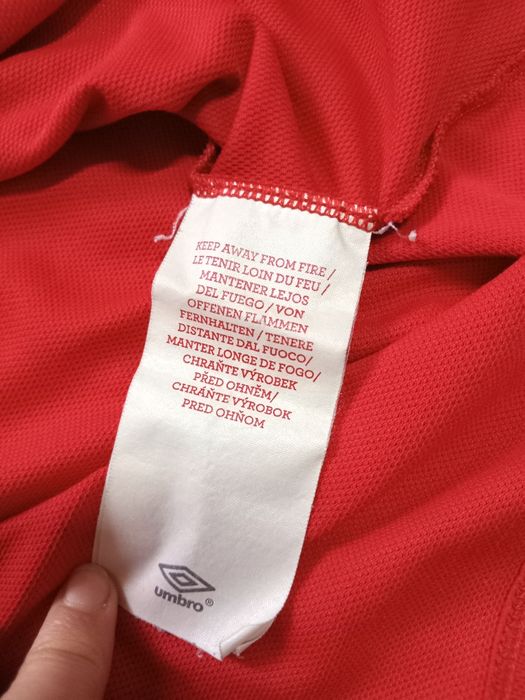 KEEP AWAY FROM FIRE /
LE TENIR LOIN DU FEU /
MANTENER LEJOS
DEL FUEGO / VON
OFFENEN FLAMMEN
FERNHALTEN / TENERE
DISTANTE DAL FUOCO/
MANTER LONGE DE FOGO/
CHRAŇTE VÝROBEK
PŘED OHNĚM/
CHRÁŇTE VÝROBOK
PRED OHŇOM
umbro®